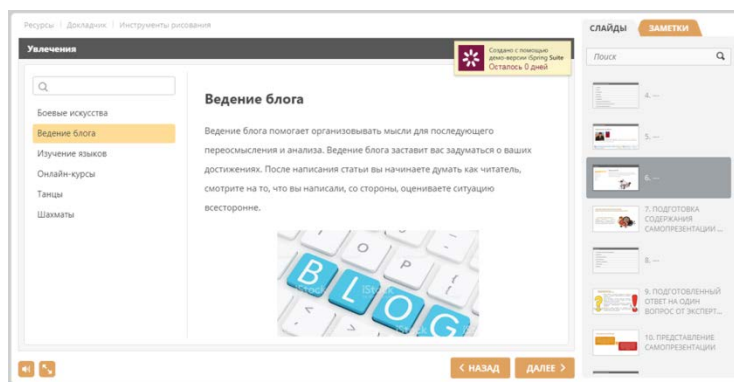 Ресурсы | Докладчик | Инструменты рисования
Увлечения
Создано с помощью
демо-версии iSpring Suite
Осталось 0 дней
Боевые искусства
Ведение блога
Изучение языков
Онлайн-курсы
Танцы
Шахматы
Ведение блога
Ведение блога помогает организовывать мысли для последующего
переосмысления и анализа. Ведение блога заставит вас задуматься о ваших
достижениях. После написания статьи вы начинаете думать как читатель,
смотрите на то, что вы написали, со стороны, оцениваете ситуацию
всесторонне.
O
P
BLOG
iStock
iStock
iStock
< НАЗАД
ДАЛЕЕ >
СЛАЙДЫ
ЗАМЕТКИ
Поиск
4. —
5. —
6. —
7. ПОДГОТОВКА
СОДЕРЖАНИЯ
САМОПРЕЗЕНТАЦИИ ...
8. —
9. ПОДГОТОВЛЕННЫЙ
ОТВЕТ НА ОДИН
ВОПРОС ОТ ЭКСПЕРТ...
10. ПРЕДСТАВЛЕНИЕ
САМОПРЕЗЕНТАЦИИ